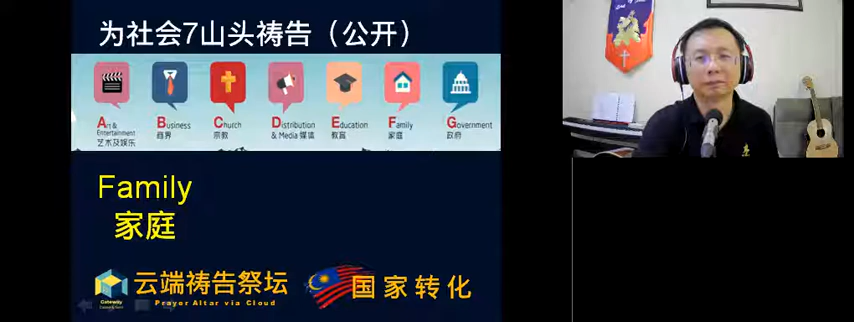 为社会7山头祷告（公开）
Art & Entertainment
艺术及娱乐
Business
商界
Church
宗教
Distribution & Media 媒体
Education
教育
Family
家庭
Government
政府
Family
家庭
云端祷告祭坛
Prayer Altar via Cloud
Gateway
国家转化